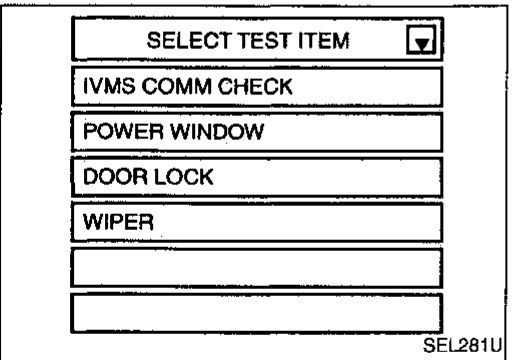 SELECT TEST ITEM
IVMS COMM CHECK
POWER WINDOW
DOOR LOCK
WIPER
SEL281U